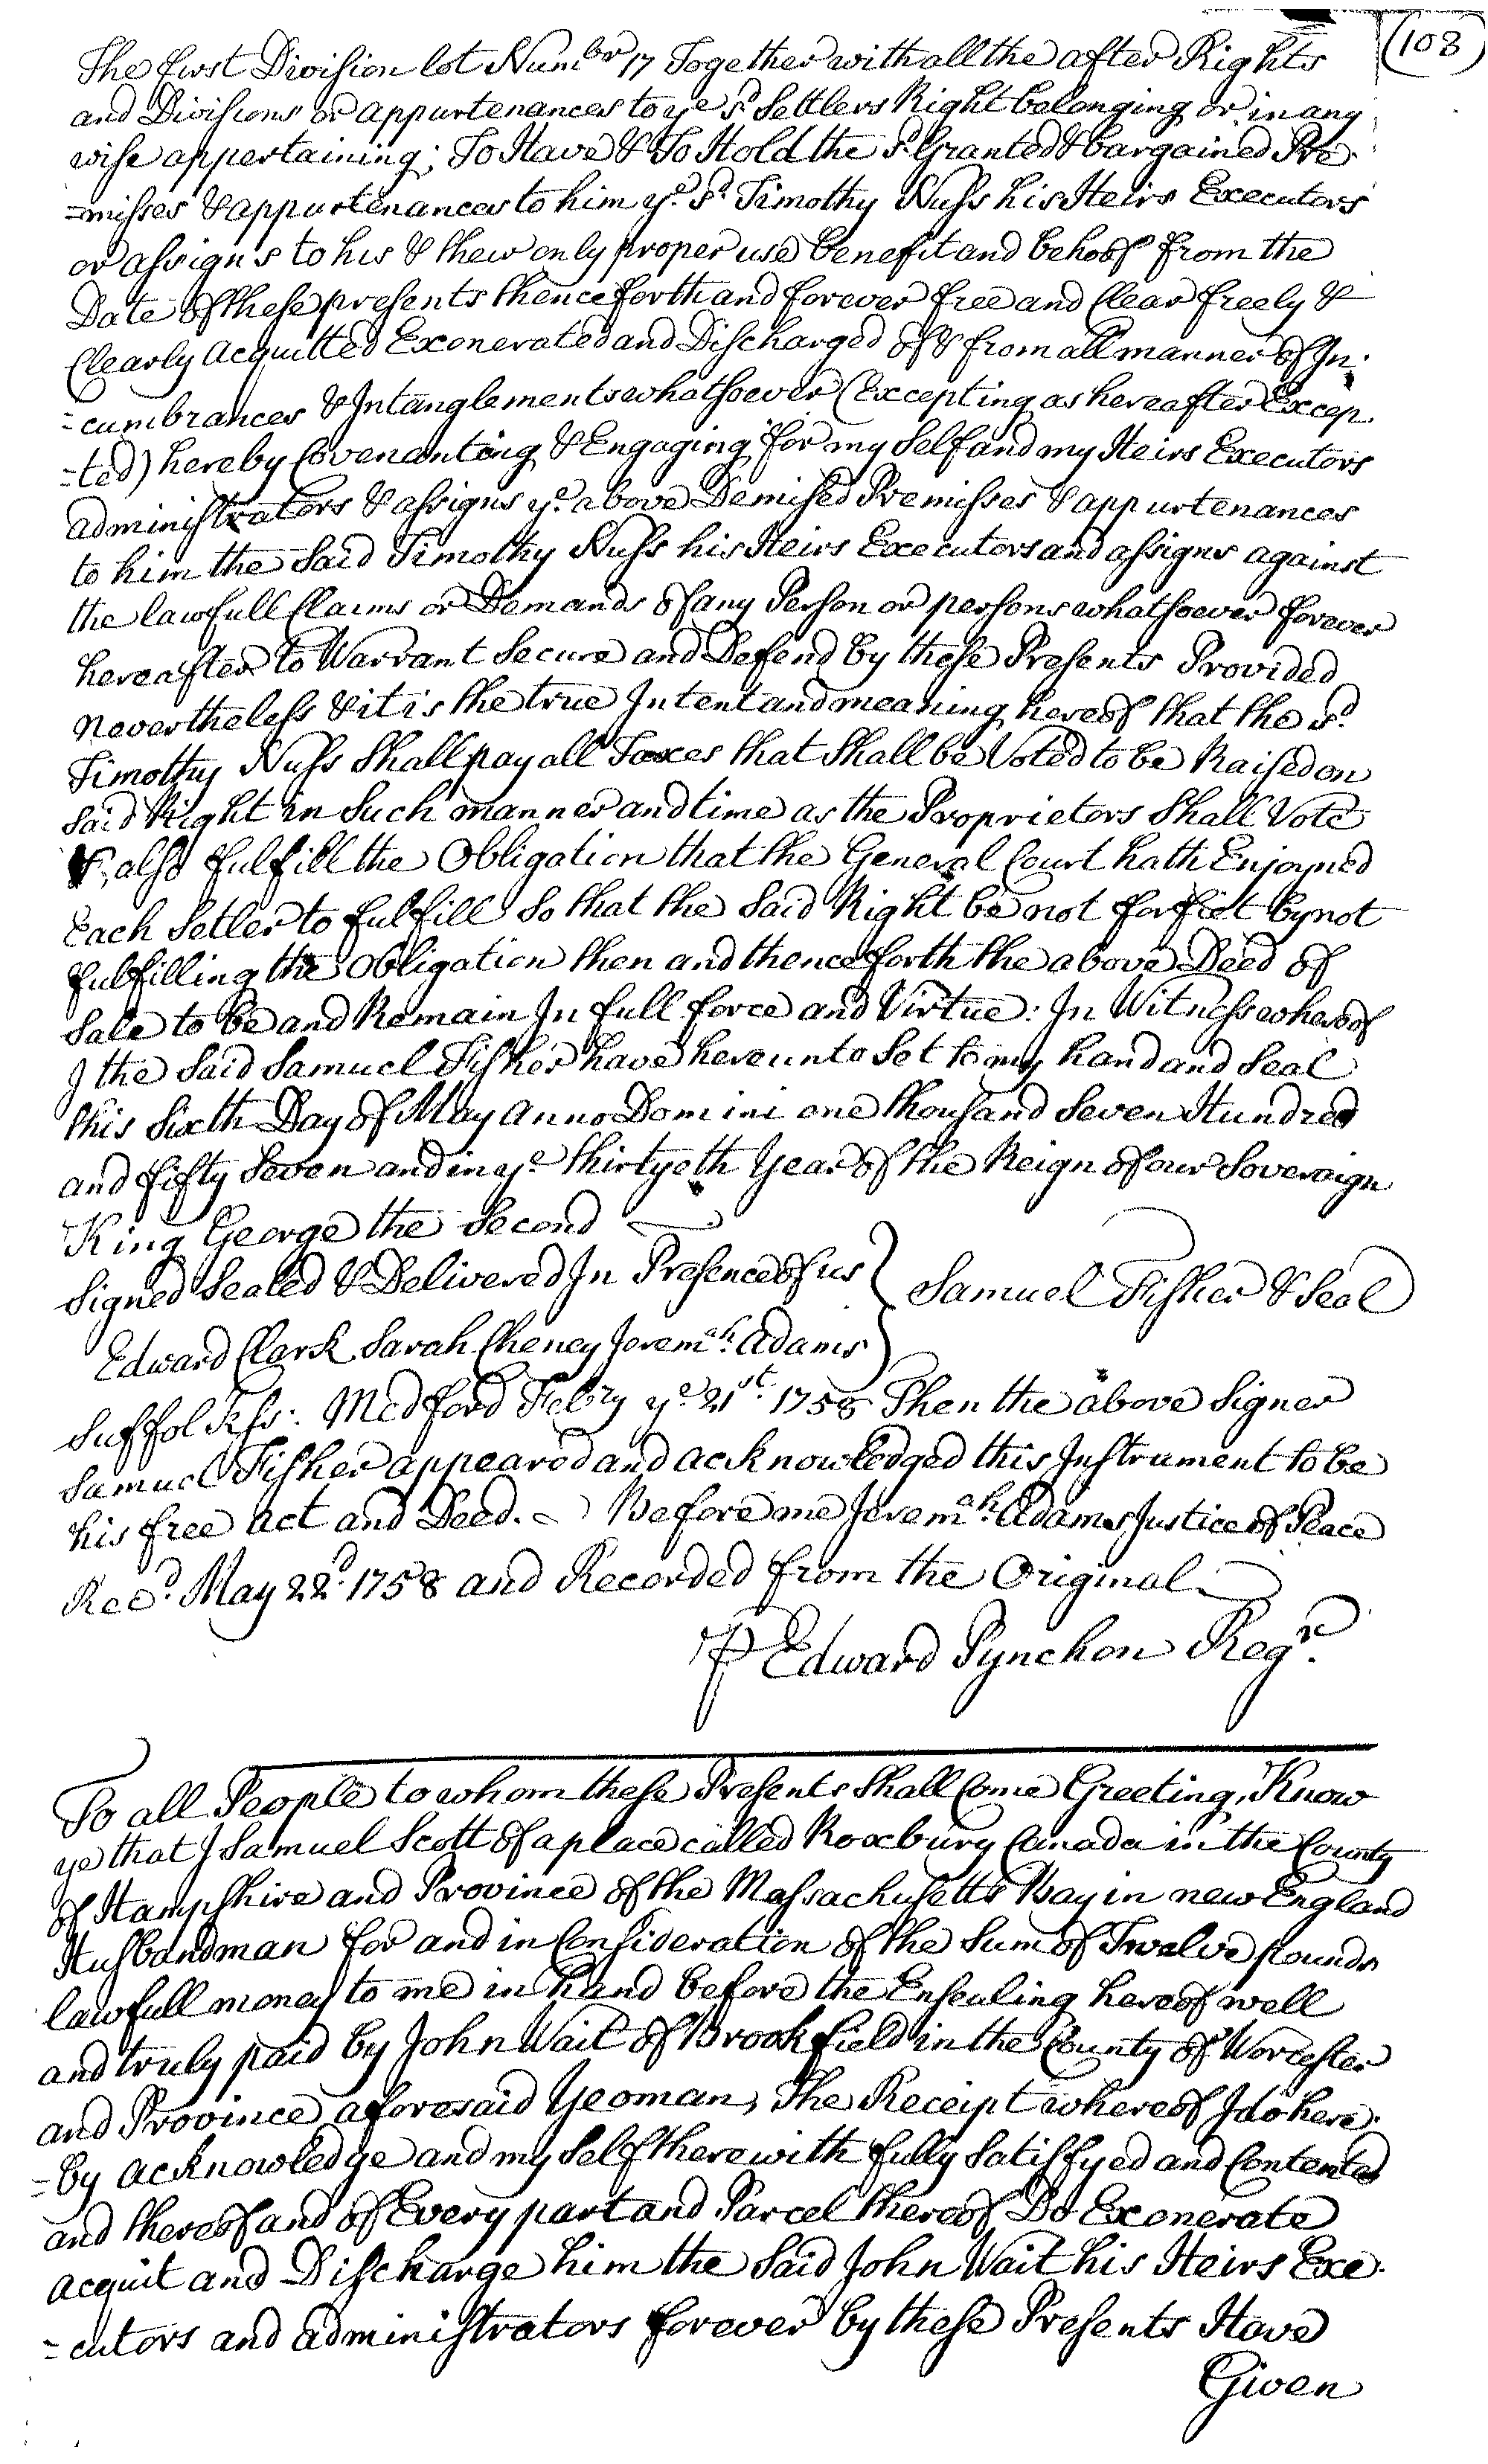 (108)
The first Division lot Numbr 17 Together with all the after Rights
and Divisions or appurtenances to ye sd Settlers Right belonging or in any
wise appertaining; To Have & To Hold the sd Granted & bargained Pre-
=misses & appurtenances to him ye sd Timothy Nuss his Heirs Executors
or assigns to his & their only proper use benefit and behoof from the
Date of these presents thenceforth and forever free and Clear freely &
Clearly Acquitted Exonerated and Discharged of & from all manner of In-
=cumbrances & Intanglements whatsoever (Excepting as hereafter Excep-
=ted) hereby Covenanting & Engaging for my Self and my Heirs Executors
administrators & assigns ye above Demised Premisses & appurtenances
to him the Said Timothy Nuss his Heirs Executors and assigns against
the lawfull Claims or Demands of any Person or persons whatsoever forever
hereafter to Warrant Secure and Defend by these Presents Provided
nevertheless & it is the true Intent and meaning hereof that the sd
Timothy Nuss Shall pay all Taxes that Shall be Voted to be Raised on
Said Right in Such manner and time as the Proprietors Shall Vote
& also fulfill the Obligation that the General Court hath Enjoyned
Each Setler to fulfill So that the Said Right be not forfiet by not
fulfilling the Obligation then and thenceforth the above Deed of
Sale to be and Remain In full force and Virtue: In Witness whereof
I the Said Samuel Fisher have hereunto Set to my hand and Seal
this Sixth Day of May Anno Domini one thousand Seven Hundred
and fifty Seven and in ye thirtyeth Year of the Reign of our Soveraign
King George the Second
Signed Sealed & Delivered In Presence of us } Samuel Fisher & Seal
Edward Clark Sarah Cheney Jeremah Adams
Suffolk ss: Medford Febry ye 21st 1758 Then the above Signer
Samuel Fisher appeared and acknowledged this Instrument to be
his free Act and Deed. Before me Jeremah Adams Justice of Peace
Recd May 22d 1758 and Recorded from the Original
P Edward Pynchon Regr.
To all People to whom these Presents Shall Come Greeting, Know
ye that I Samuel Scott of a place called Roxbury Canada in the County
of Hampshire and Province of the Massachusetts Bay in new England
Husbandman for and in Consideration of the Sum of Twelve pounds
lawfull money to me in hand before the Ensealing hereof well
and truly paid by John Wait of Brookfield in the County of Worcester
and Province aforesaid Yeoman, The Receipt whereof I do here-
=by acknowledge and my Self therewith fully Satisfyed and Contented
and thereof and of Every part and Parcel thereof Do Exonerate
acquit and Discharge him the Said John Wait his Heirs Exe-
=cutors and administrators forever by these Presents Have
Given